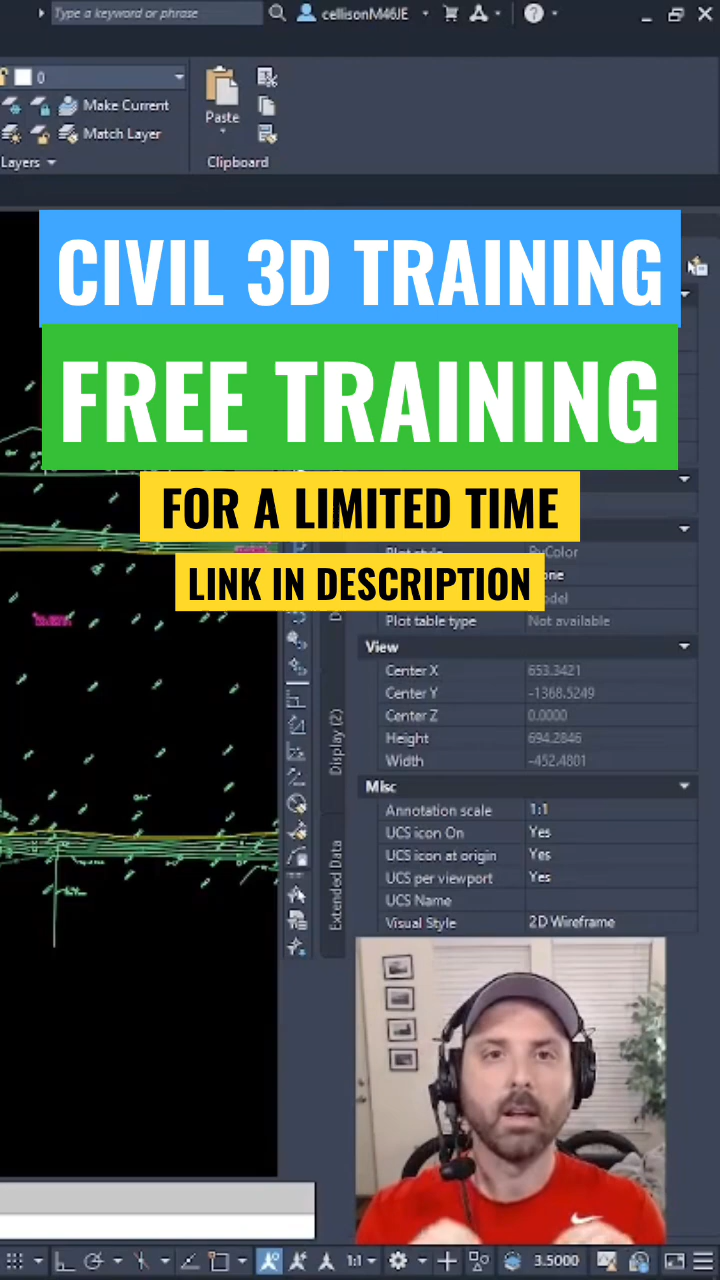 Type a keyword or phrase
cellisonM46JE
0
Make Current
Match Layer
Paste
Layers
Clipboard
CIVIL 3D TRAINING
FREE TRAINING
FOR A LIMITED TIME
LINK IN DESCRIPTION
Plot style ByColor
Plot table type Not available
View
Center X 653.3421
Center Y -1368.5249
Center Z 0.0000
Height 694.2846
Width -452.4801
Display (2)
Misc
Annotation scale 1:1
UCS icon On Yes
UCS icon at origin Yes
UCS per viewport Yes
UCS Name
Visual Style 2D Wireframe
Extended Data
1:1
3.5000